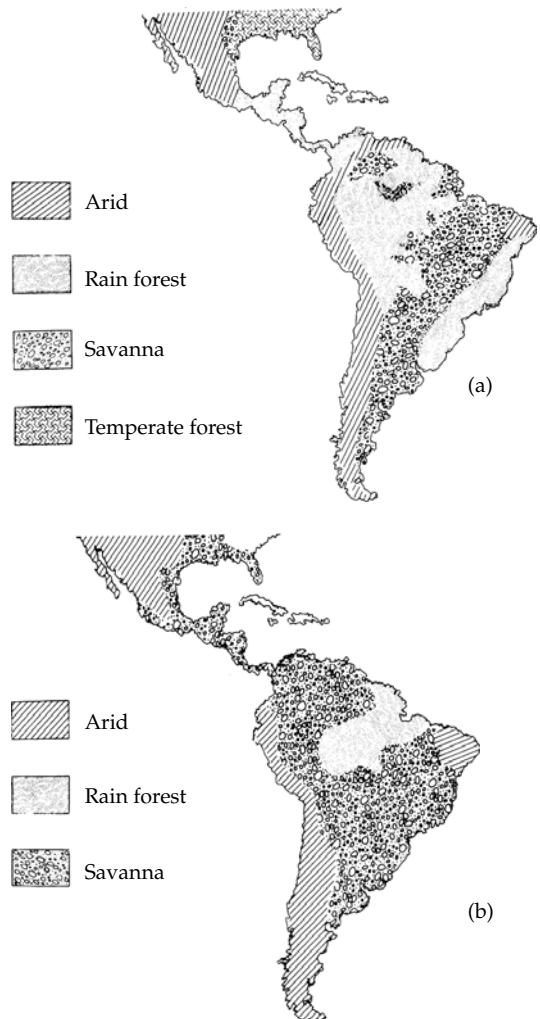 Arid
Rain forest
Savanna
Temperate forest
(a)
Arid
Rain forest
Savanna
(b)